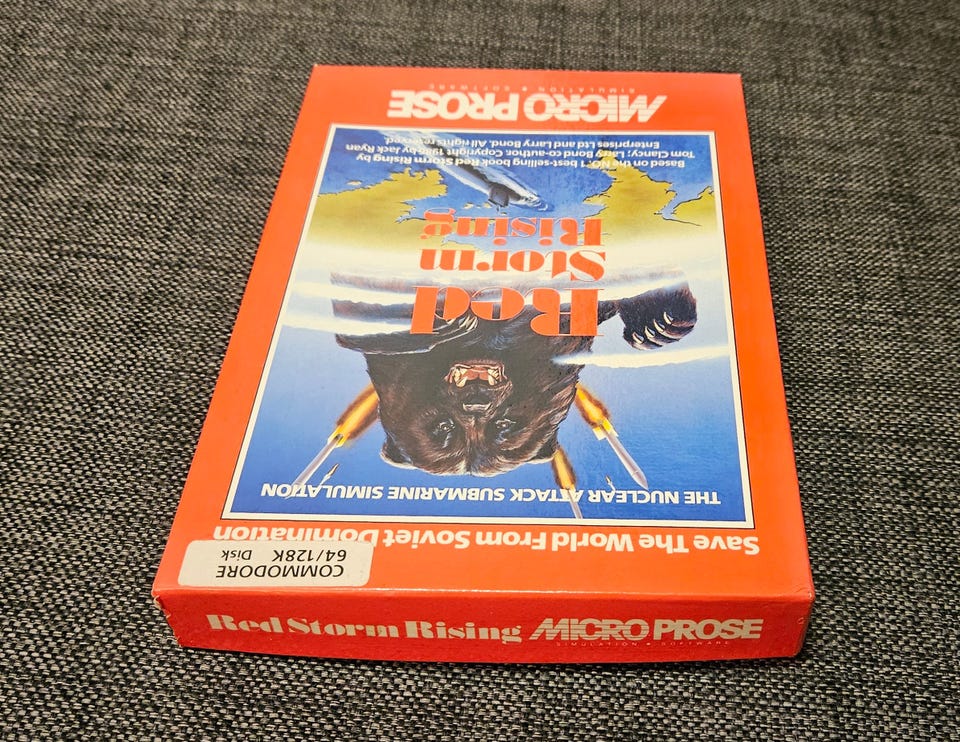 Save The World From Soviet Domination
COMMODORE
64/128K Disk
THE NUCLEAR ATTACK SUBMARINE SIMULATION
Red
Storm
Rising
Based on the NO. 1 best-selling book Red Storm Rising by
Tom Clancy; Larry Bond co-author. Copyright 1986 by Jack Ryan
Enterprises Ltd and Larry Bond. All rights reserved.
MICRO PROSE
SIMULATION • SOFTWARE
Red Storm Rising MICRO PROSE
SIMULATION • SOFTWARE